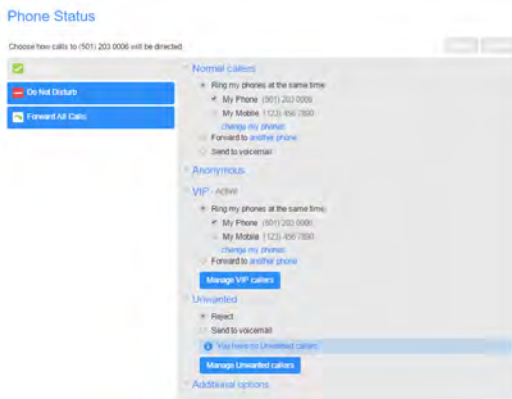 Phone Status
Choose how calls to (501) 203 0006 will be directed
Do Not Disturb
Forward All Calls
Normal callers
Ring my phones at the same time
My Phone (501) 203 0006
My Mobile (123) 456 7890
change my phones
Forward to another phone
Send to voicemail
Anonymous
VIP - Active
Ring my phones at the same time
My Phone (501) 203 0006
My Mobile (123) 456 7890
change my phones
Forward to another phone
Manage VIP callers
Unwanted
Reject
Send to voicemail
You have no Unwanted callers
Manage Unwanted callers
Additional options